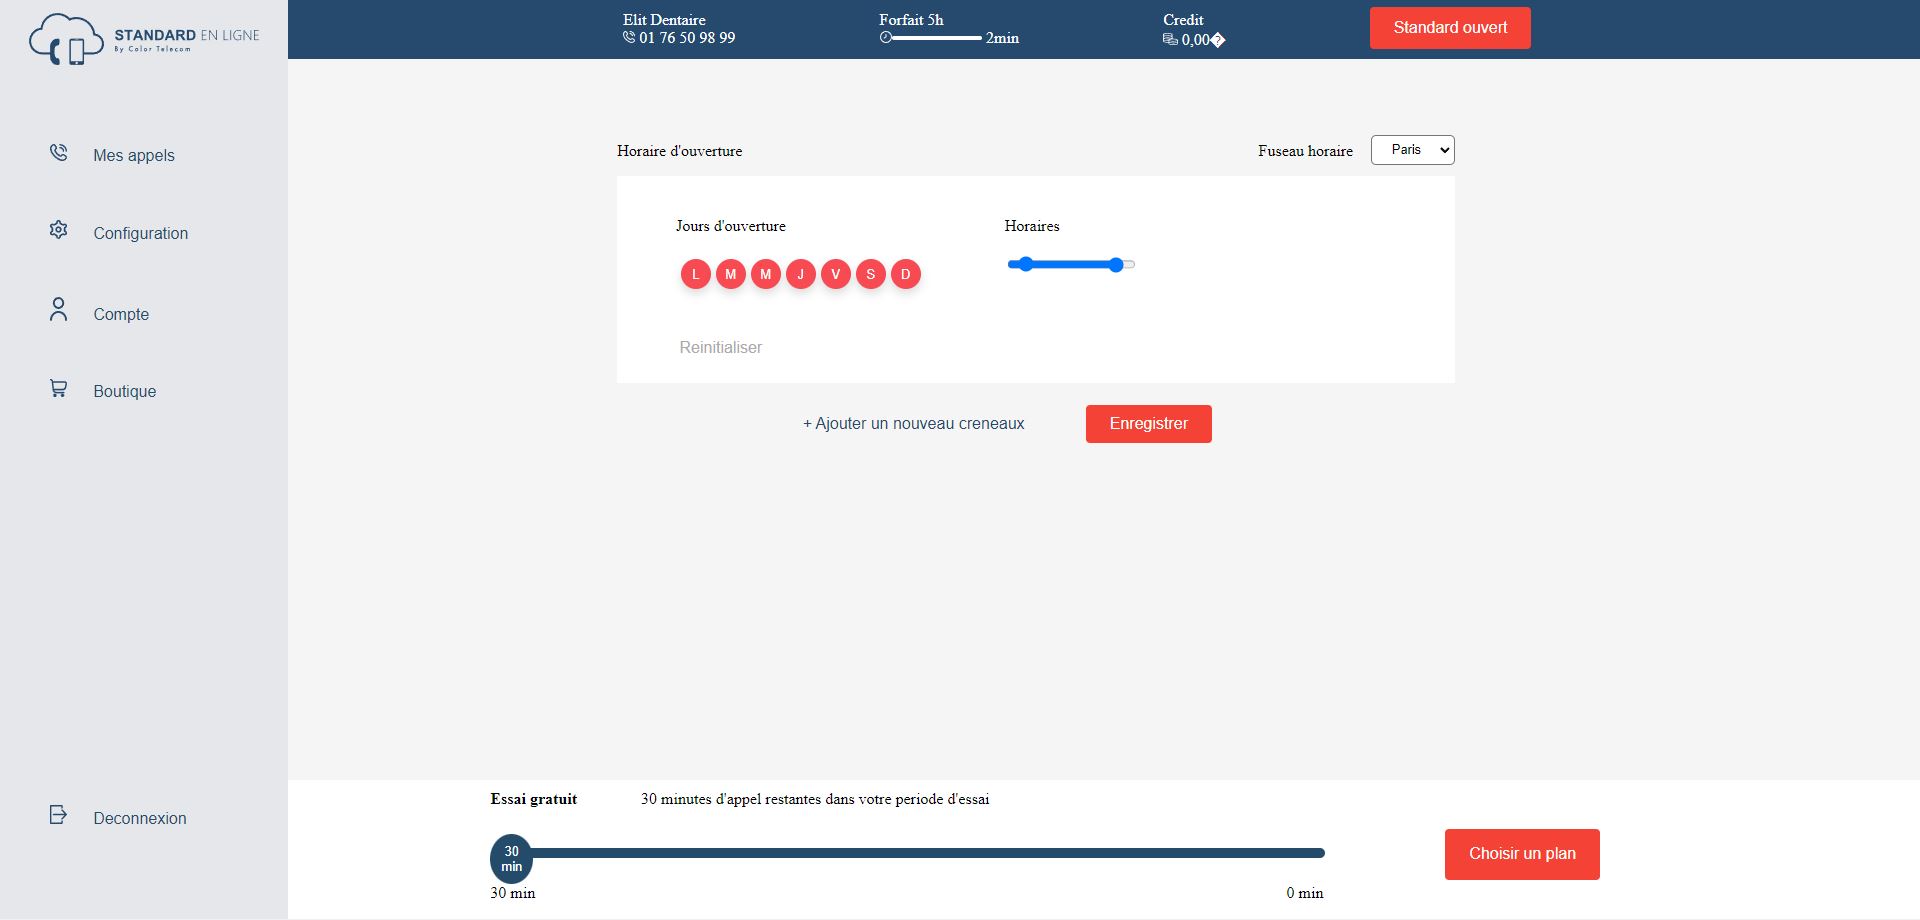 STANDARD EN LIGNE
By Color Telecom
Mes appels
Configuration
Compte
Boutique
Deconnexion
Elit Dentaire
01 76 50 98 99
Forfait 5h
2min
Credit
0,00�
Standard ouvert
Horaire d'ouverture
Fuseau horaire
Paris
Jours d'ouverture
Horaires
L M M J V S D
Reinitialiser
+ Ajouter un nouveau creneaux
Enregistrer
Essai gratuit
30 minutes d'appel restantes dans votre periode d'essai
30
min
30 min
0 min
Choisir un plan